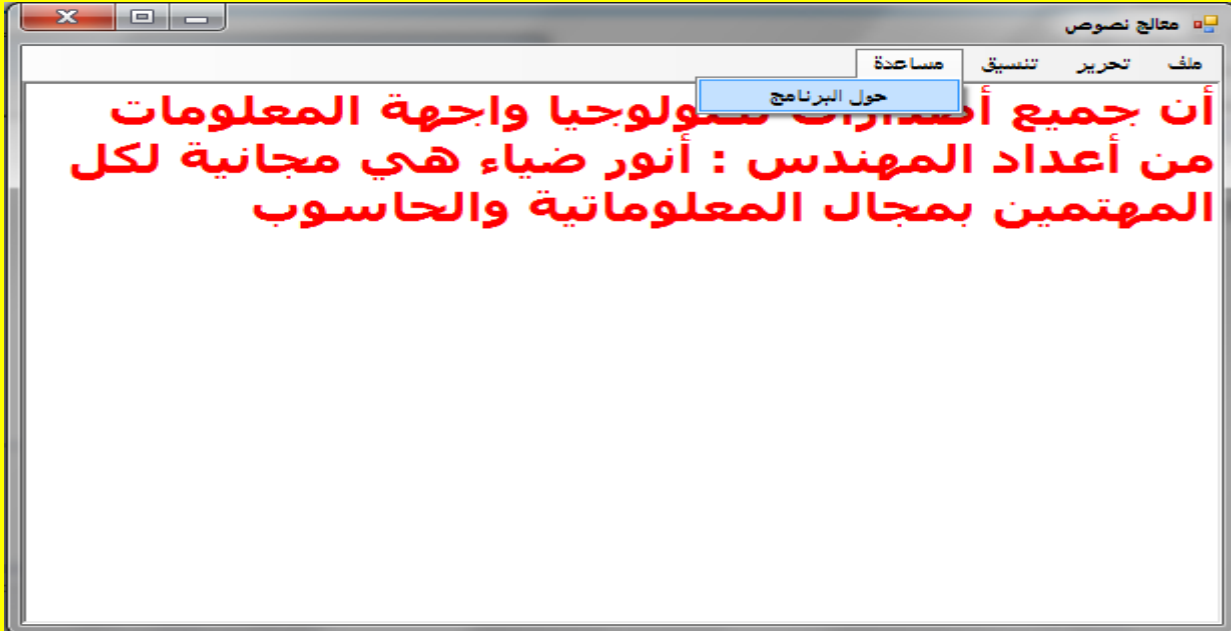 معالج نصوص
ملف تحرير تنسيق مساعدة
حول البرنامج
أن جميع واجهة المعلومات
من أعداد المهندس : أنور ضياء هي مجانية لكل
المهتمين بمجال المعلوماتية والحاسوب